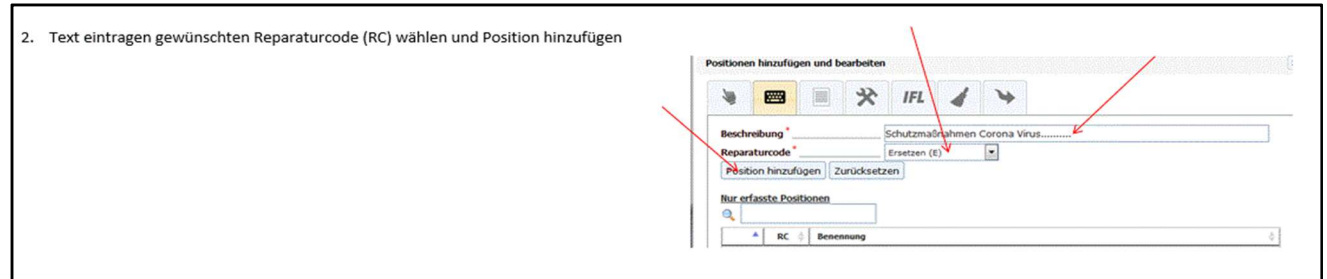 2. Text eintragen gewünschten Reparaturcode (RC) wählen und Position hinzufügen
Positionen hinzufügen und bearbeiten
IFL
Beschreibung * Schutzmaßnahmen Corona Virus..........
Reparaturcode * Ersetzen (E)
Position hinzufügen Zurücksetzen
Nur erfasste Positionen
RC Benennung